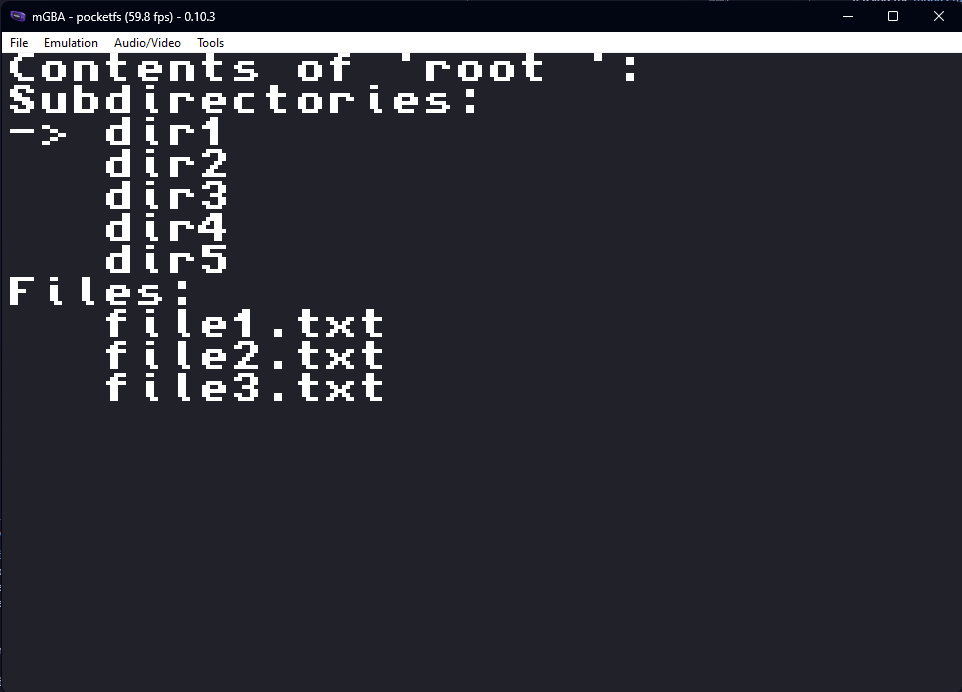 mGBA - pocketfs (59.8 fps) - 0.10.3
File Emulation Audio/Video Tools
Contents of 'root ':
Subdirectories:
-> dir1
dir2
dir3
dir4
dir5
Files:
file1.txt
file2.txt
file3.txt